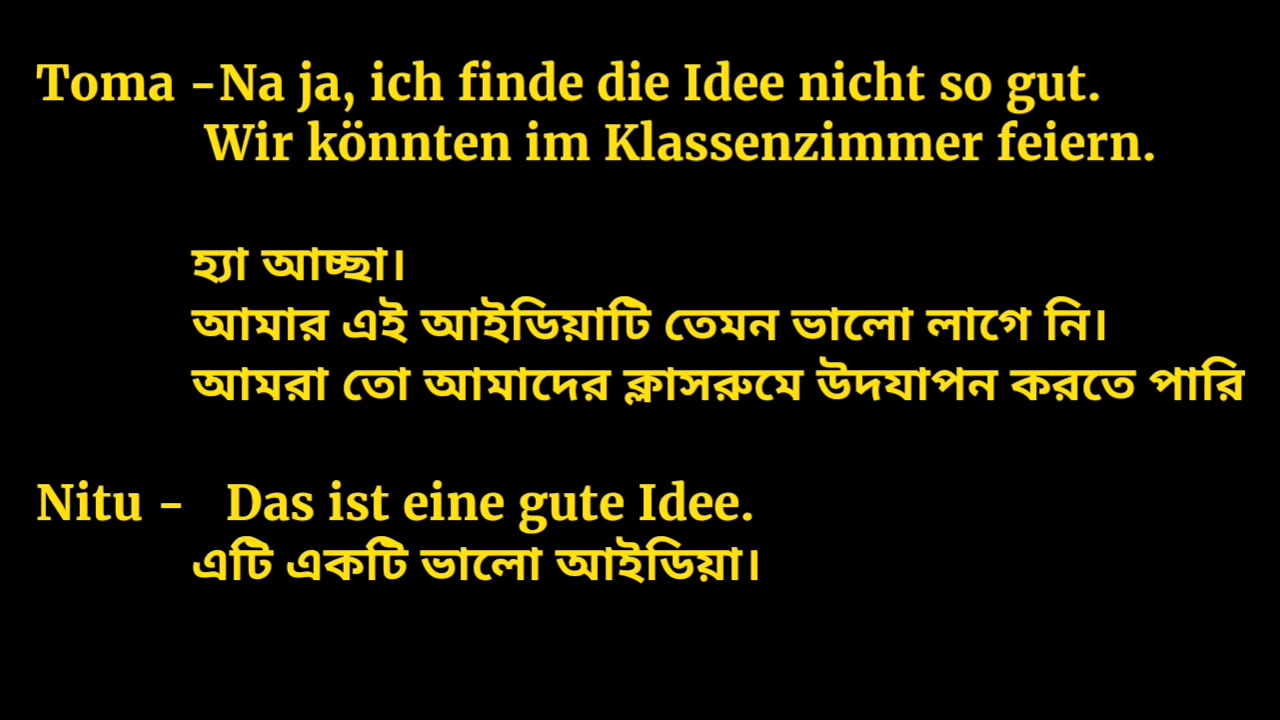 Toma -Na ja, ich finde die Idee nicht so gut.
Wir könnten im Klassenzimmer feiern.
হ্যা আচ্ছা।
আমার এই আইডিয়াটি তেমন ভালো লাগে নি।
আমরা তো আমাদের ক্লাসরুমে উদযাপন করতে পারি
Nitu - Das ist eine gute Idee.
এটি একটি ভালো আইডিয়া।